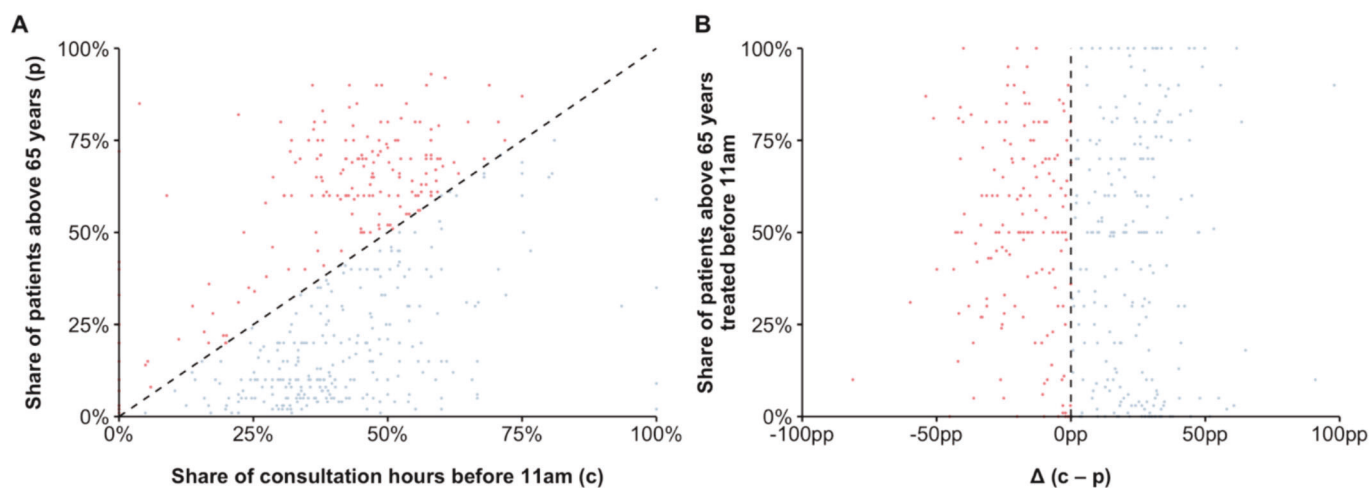 A
Share of patients above 65 years (p)
100%
75%
50%
25%
0%
0%
25%
50%
75%
100%
Share of consultation hours before 11am (c)
B
Share of patients above 65 years
treated before 11am
100%
75%
50%
25%
0%
-100pp
-50pp
0pp
50pp
100pp
Δ (c – p)